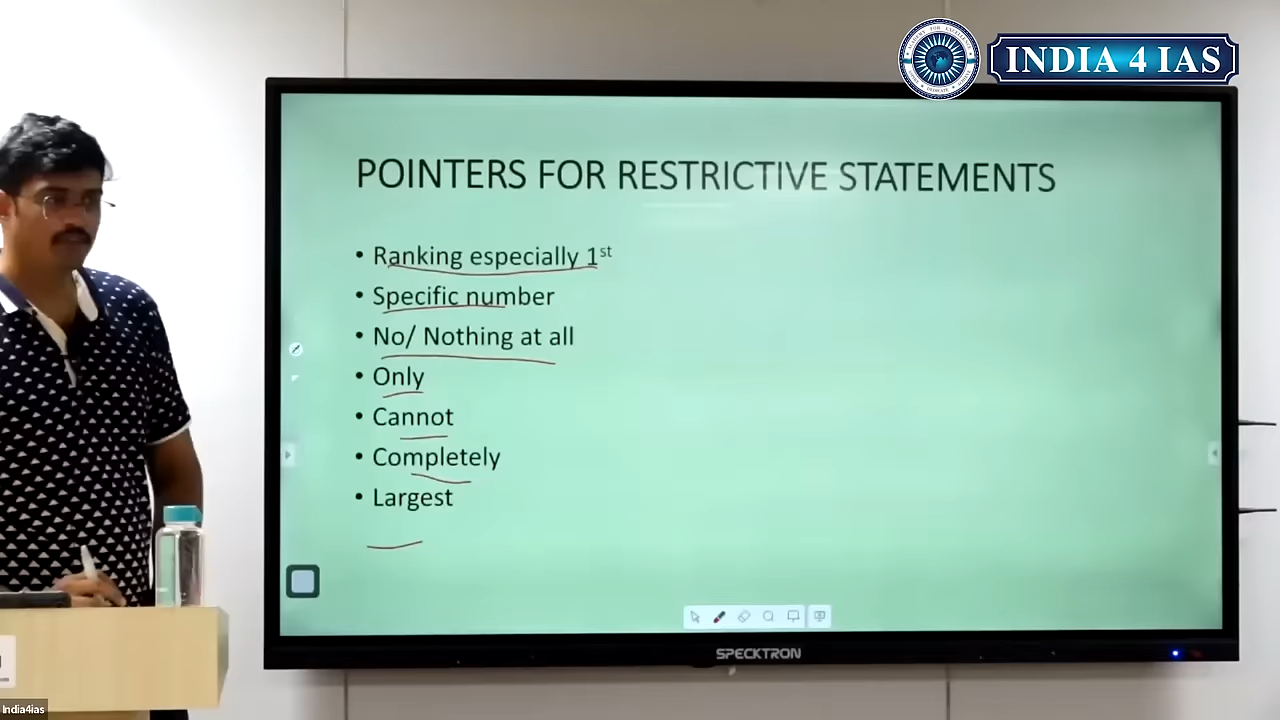 INDIA 4 IAS
POINTERS FOR RESTRICTIVE STATEMENTS
• Ranking especially 1st
• Specific number
• No/ Nothing at all
• Only
• Cannot
• Completely
• Largest
SPECKTRON
India4ias